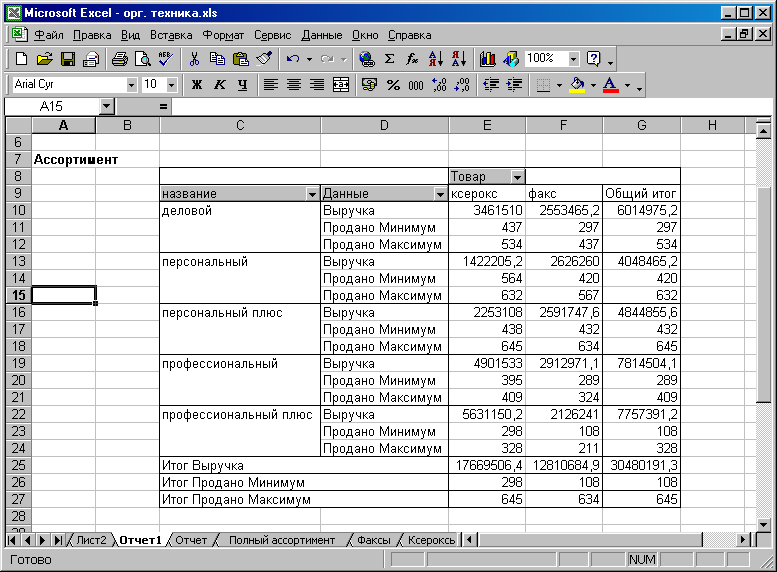 Microsoft Excel - орг. техника.xls
Файл Правка Вид Вставка Формат Сервис Данные Окно Справка
100%
Arial Cyr 10 Ж К Ч % 000
A15 =
A B C D E F G H
6
7 Ассортимент
8 Товар
9 название Данные ксерокс факс Общий итог
10 деловой Выручка 3461510 2553465,2 6014975,2
11 Продано Минимум 437 297 297
12 Продано Максимум 534 437 534
13 персональный Выручка 1422205,2 2626260 4048465,2
14 Продано Минимум 564 420 420
15 Продано Максимум 632 567 632
16 персональный плюс Выручка 2253108 2591747,6 4844855,6
17 Продано Минимум 438 432 432
18 Продано Максимум 645 634 645
19 профессиональный Выручка 4901533 2912971,1 7814504,1
20 Продано Минимум 395 289 289
21 Продано Максимум 409 324 409
22 профессиональный плюс Выручка 5631150,2 2126241 7757391,2
23 Продано Минимум 298 108 108
24 Продано Максимум 328 211 328
25 Итог Выручка 17669506,4 12810684,9 30480191,3
26 Итог Продано Минимум 298 108 108
27 Итог Продано Максимум 645 634 645
28
Лист2 Отчет1 Отчет Полный ассортимент Факсы Ксероксы
Готово NUM